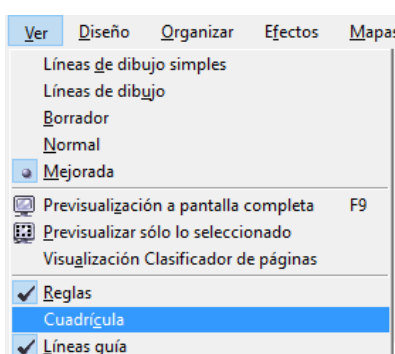 Ver Diseño Organizar Efectos Mapas
Líneas de dibujo simples
Líneas de dibujo
Borrador
Normal
Mejorada
Previsualización a pantalla completa F9
Previsualizar sólo lo seleccionado
Visualización Clasificador de páginas
Reglas
Cuadrícula
Líneas guía